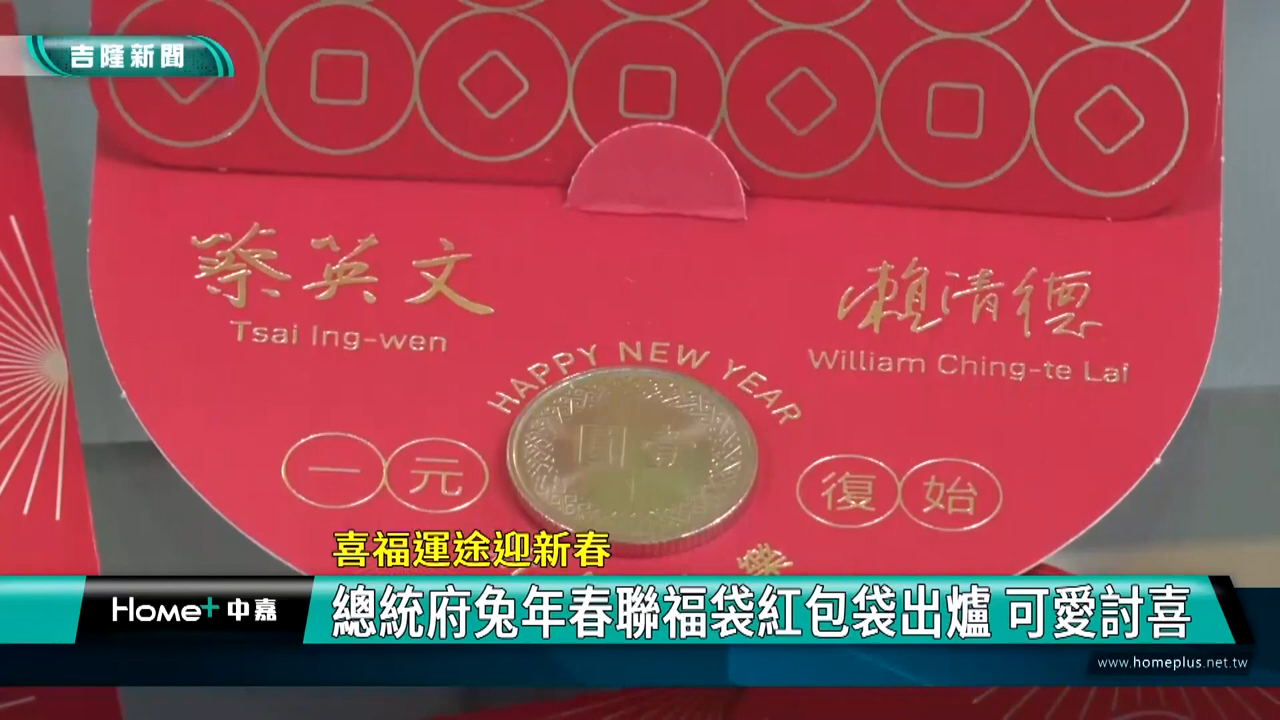 吉隆新聞
蔡英文
Tsai Ing-wen
賴清德
William Ching-te Lai
HAPPY NEW YEAR
壹圓
一元
復始
喜福運途迎新春
Home+中嘉
總統府兔年春聯福袋紅包袋出爐 可愛討喜
www.homeplus.net.tw